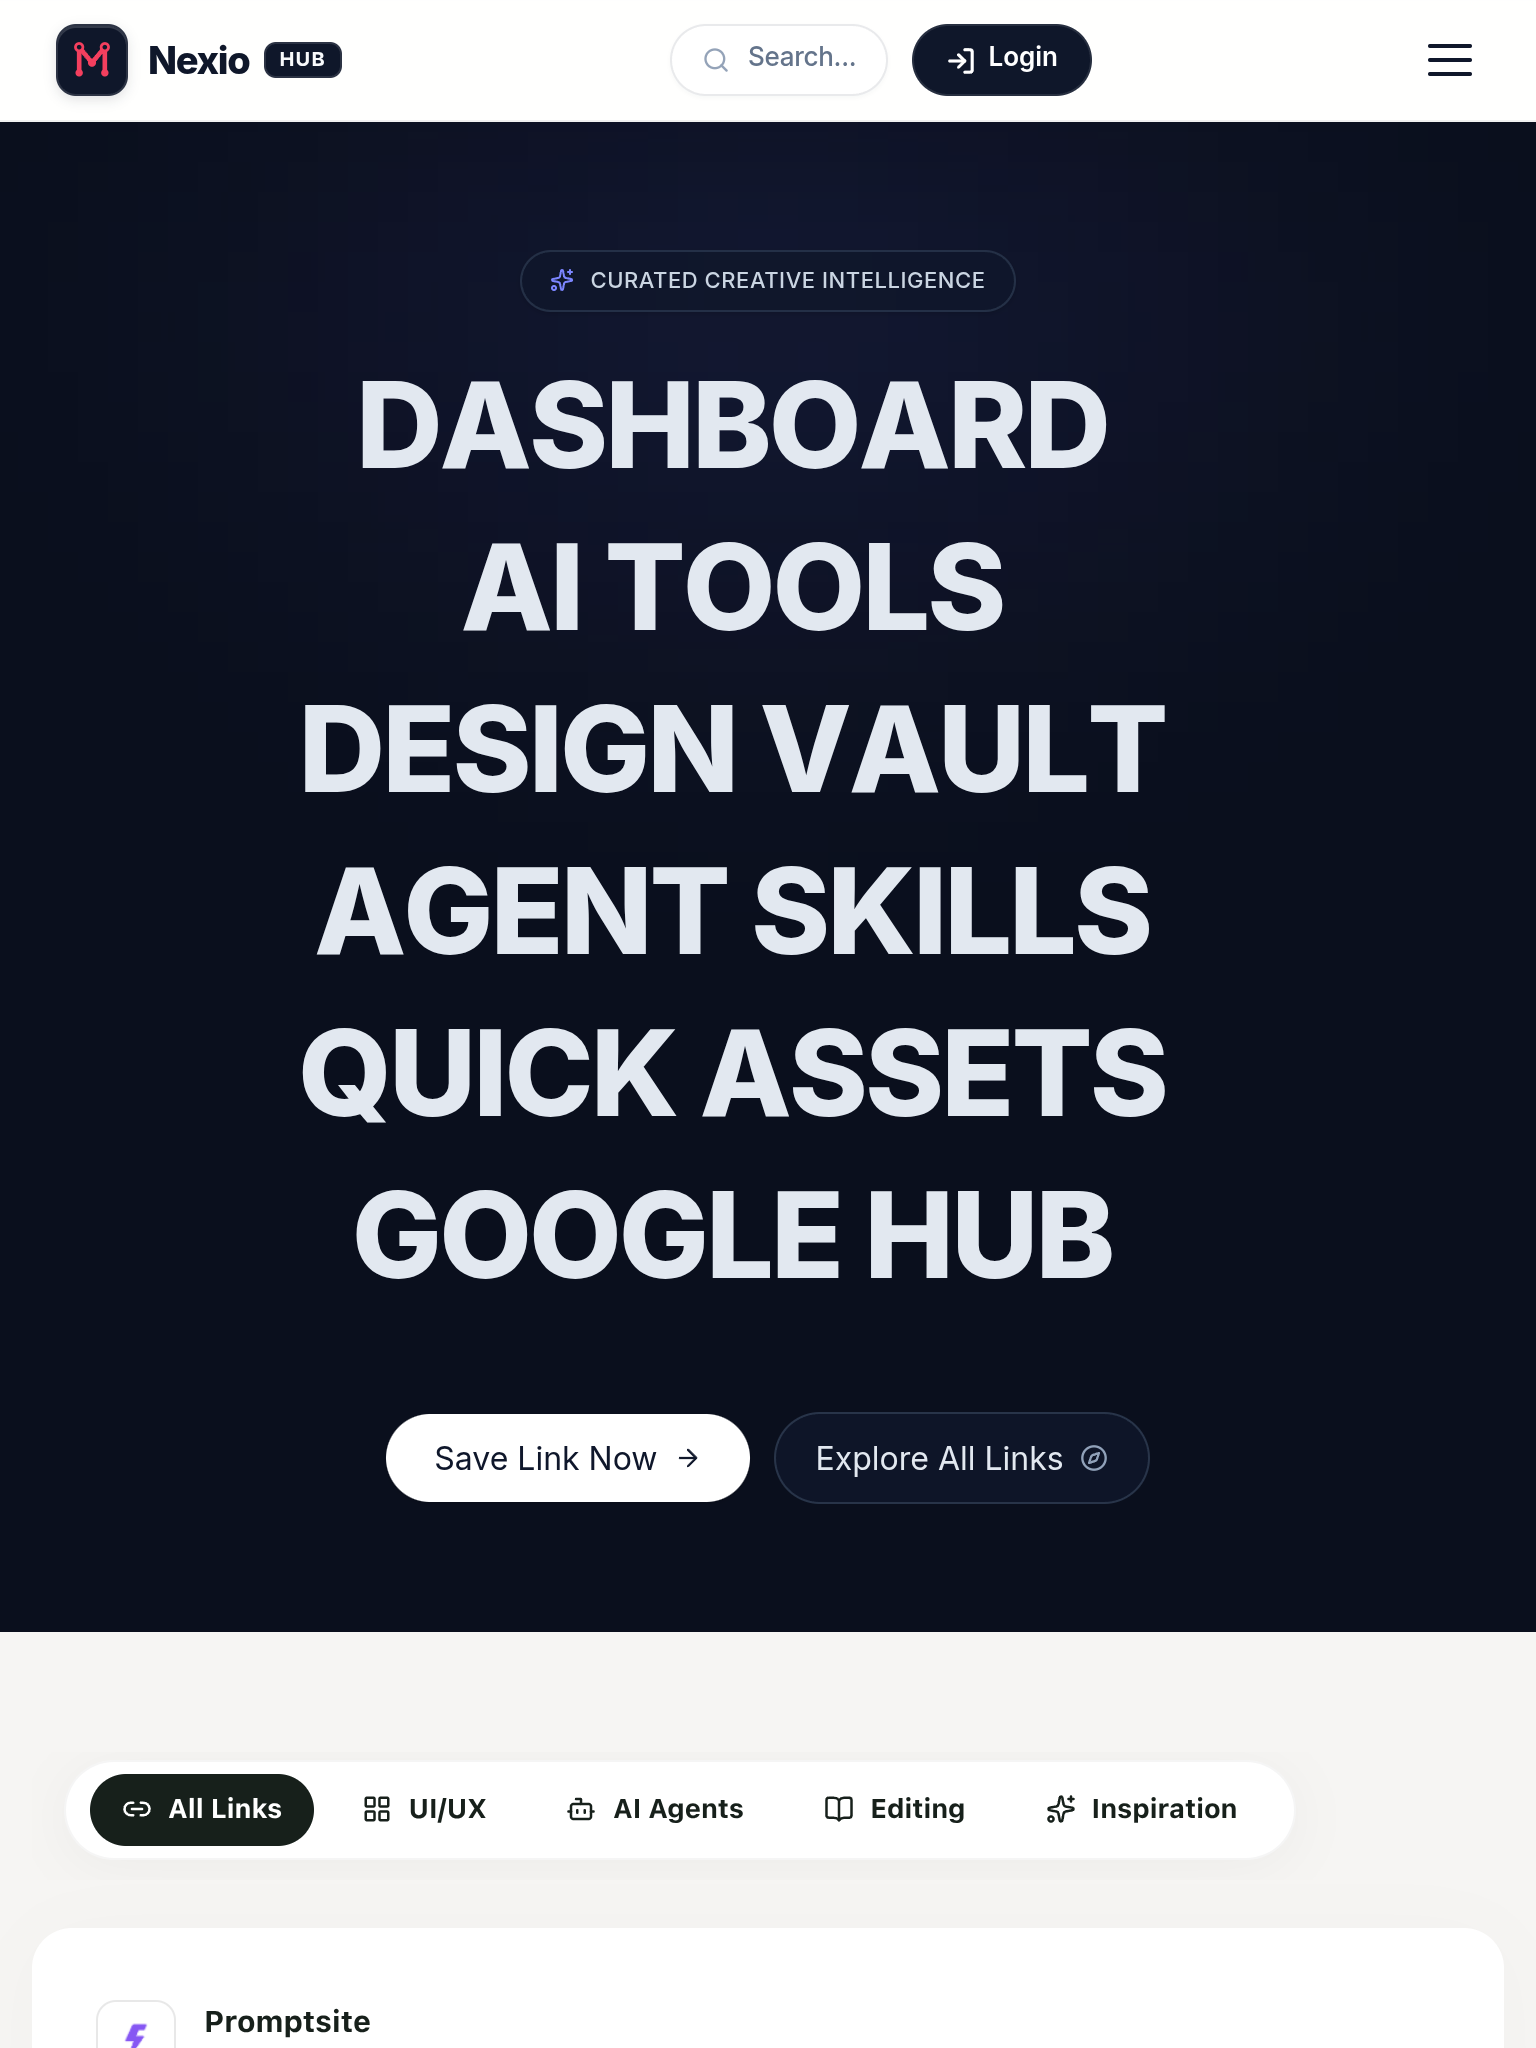 Nexio HUB Search... Login
CURATED CREATIVE INTELLIGENCE
DASHBOARD
AI TOOLS
DESIGN VAULT
AGENT SKILLS
QUICK ASSETS
GOOGLE HUB
Save Link Now Explore All Links
All Links UI/UX AI Agents Editing Inspiration
Promptsite